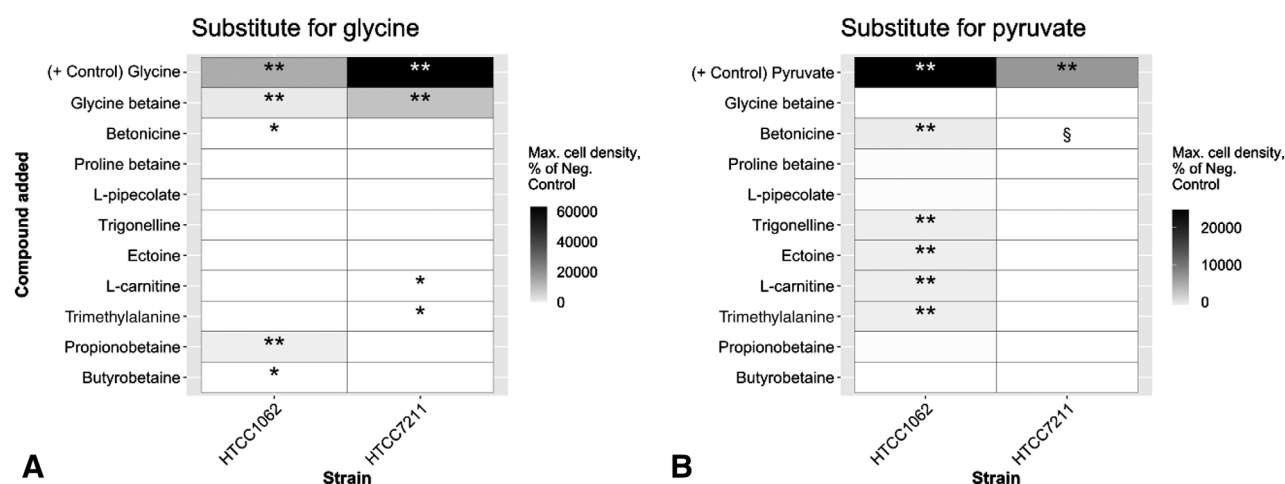 Substitute for glycine
Compound added
(+ Control) Glycine
** **
Glycine betaine
** **
Betonicine
*
Proline betaine
L-pipecolate
Trigonelline
Ectoine
L-carnitine
*
Trimethylalanine
*
Propionobetaine
**
Butyrobetaine
*
HTCC1062
HTCC7211
Strain
Max. cell density,
% of Neg.
Control
60000
40000
20000
0
A
Substitute for pyruvate
(+ Control) Pyruvate
** **
Glycine betaine
Betonicine
** §
Proline betaine
L-pipecolate
Trigonelline
**
Ectoine
**
L-carnitine
**
Trimethylalanine
**
Propionobetaine
Butyrobetaine
HTCC1062
HTCC7211
Strain
Max. cell density,
% of Neg.
Control
20000
10000
0
B